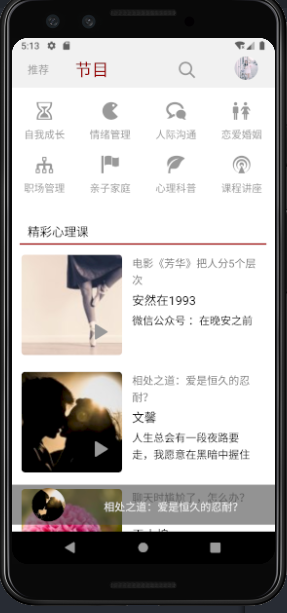 5:13
推荐 节目
自我成长 情绪管理 人际沟通 恋爱婚姻
职场管理 亲子家庭 心理科普 课程讲座
精彩心理课
电影《芳华》把人分5个层
次
安然在1993
微信公众号：在晚安之前
相处之道：爱是恒久的忍
耐？
文馨
人生总会有一段夜路要
走，我愿意在黑暗中握住
聊天时尴尬了，怎么办？
相处之道：爱是恒久的忍耐？